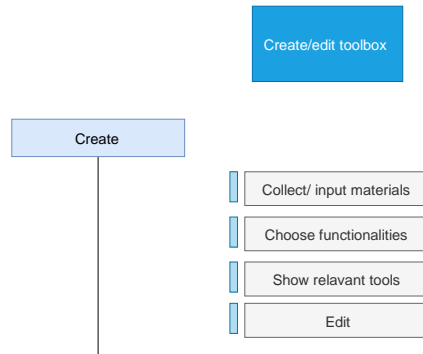 Create/edit toolbox
Create
Collect/ input materials
Choose functionalities
Show relavant tools
Edit